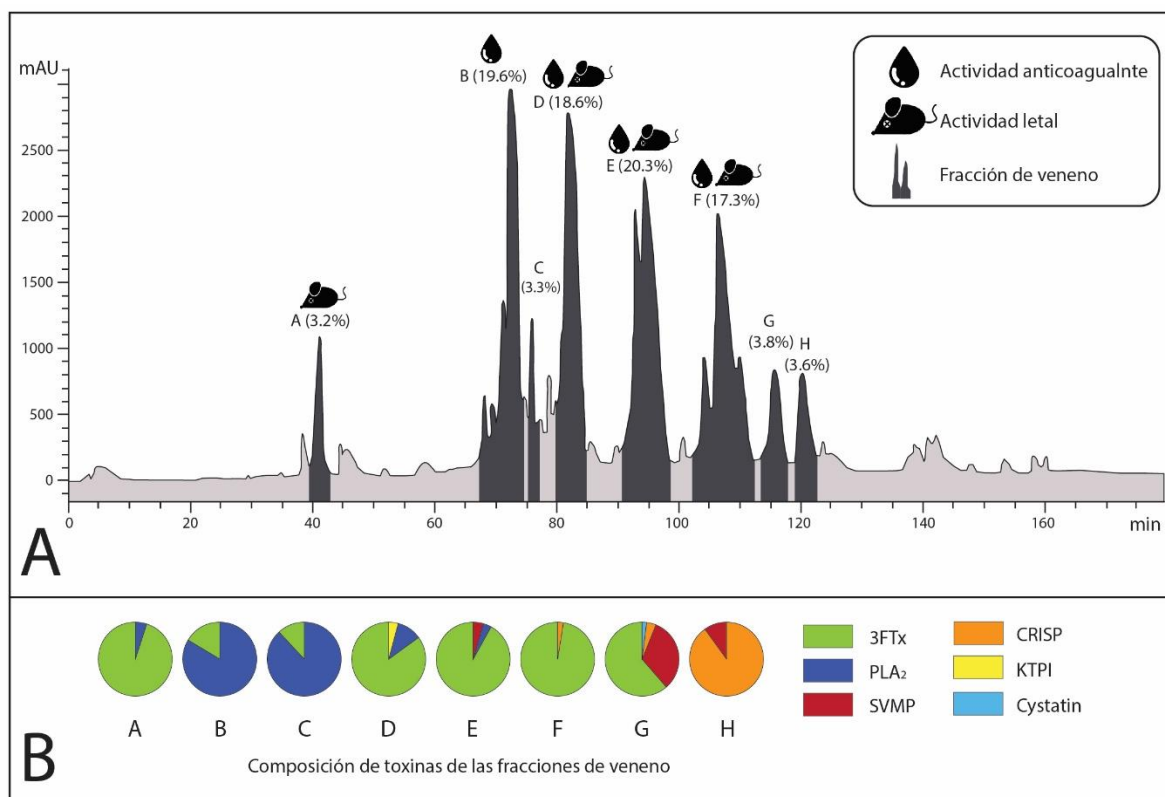 mAU
2500
2000
1500
1000
500
0
0
20
40
60
80
100
120
140
160
min
A (3.2%)
B (19.6%)
C
(3.3%)
D (18.6%)
E (20.3%)
F (17.3%)
G
(3.8%)
H
(3.6%)
Actividad anticoagualnte
Actividad letal
Fracción de veneno
A
A
B
C
D
E
F
G
H
Composición de toxinas de las fracciones de veneno
3FTx
PLA₂
SVMP
CRISP
KTPI
Cystatin
B